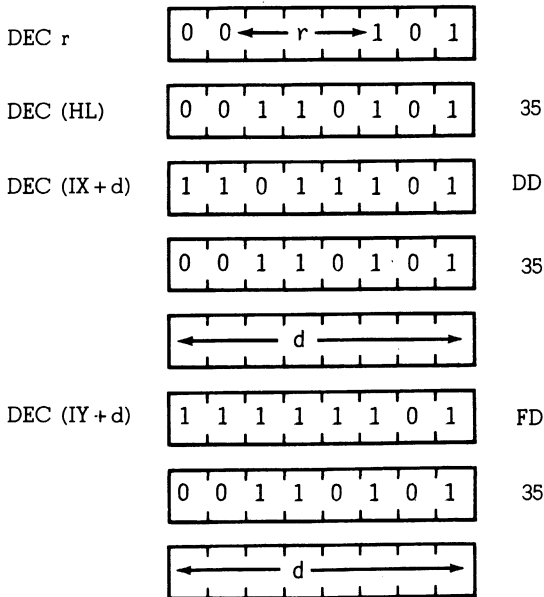 DEC r 0 0 r 1 0 1
DEC (HL) 0 0 1 1 0 1 0 1 35
DEC (IX + d) 1 1 0 1 1 1 0 1 DD
0 0 1 1 0 1 0 1 35
d
DEC (IY + d) 1 1 1 1 1 1 0 1 FD
0 0 1 1 0 1 0 1 35
d